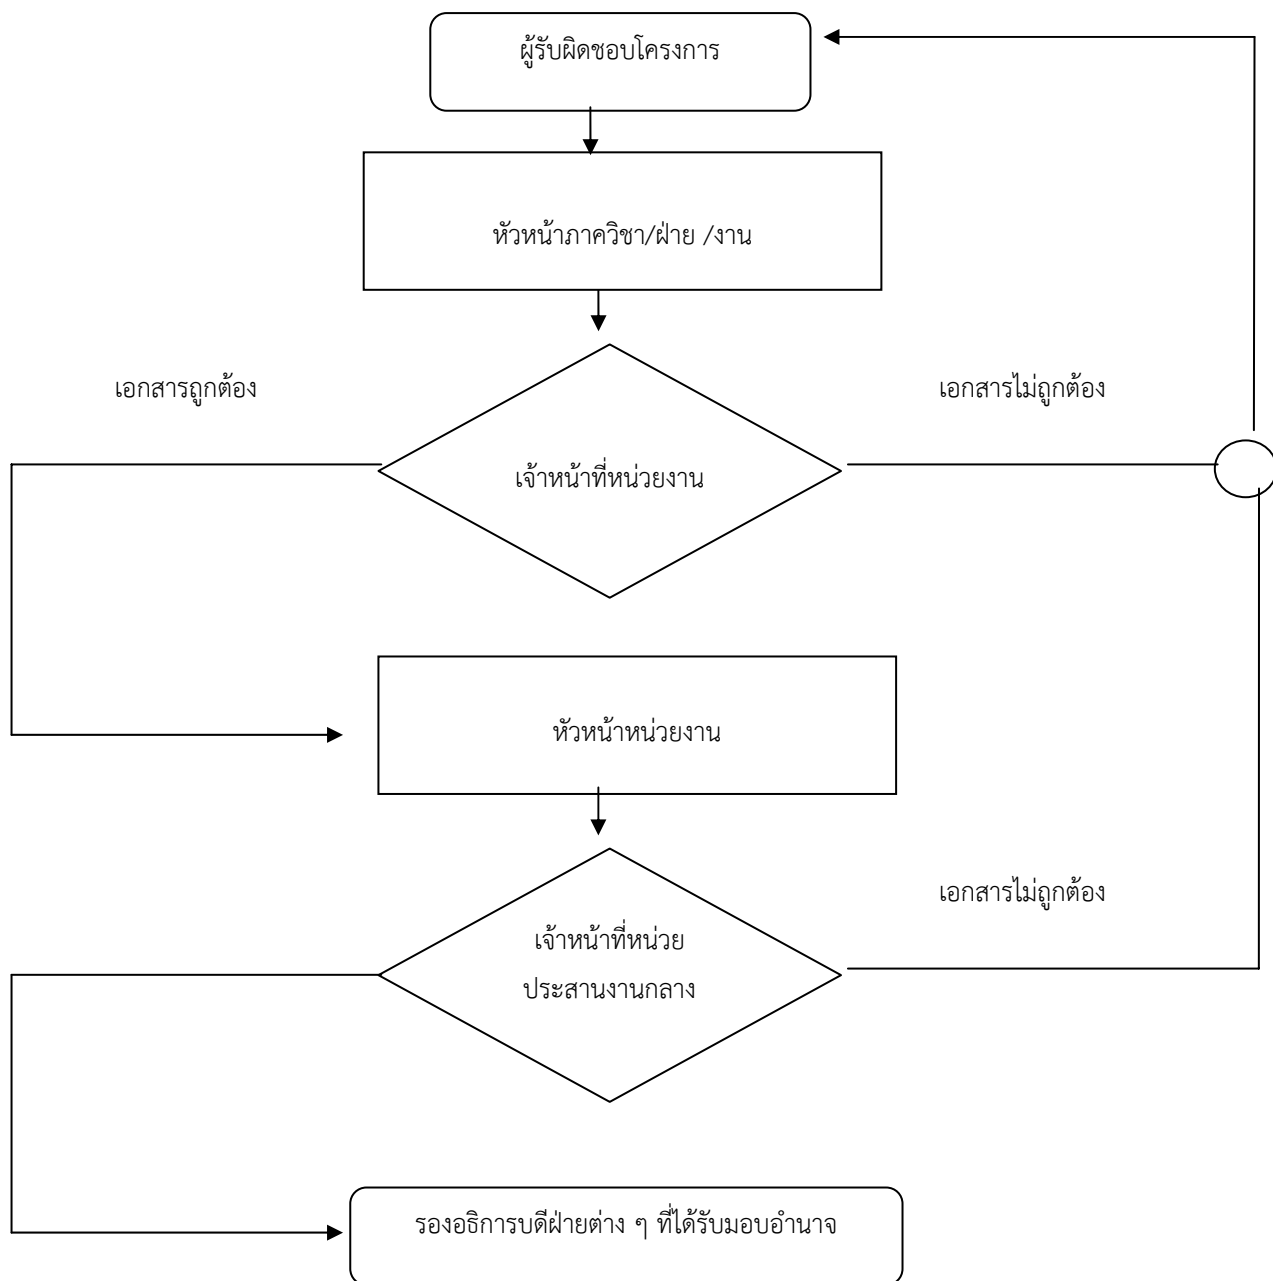 ผู้รับผิดชอบโครงการ
หัวหน้าภาควิชา/ฝ่าย /งาน
เอกสารถูกต้อง
เอกสารไม่ถูกต้อง
เจ้าหน้าที่หน่วยงาน
หัวหน้าหน่วยงาน
เอกสารไม่ถูกต้อง
เจ้าหน้าที่หน่วย
ประสานงานกลาง
รองอธิการบดีฝ่ายต่าง ๆ ที่ได้รับมอบอำนาจ